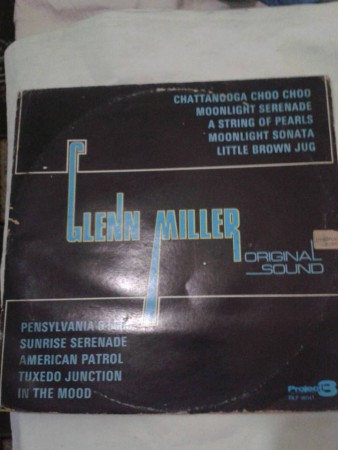 CHATTANOOGA CHOO CHOO
MOONLIGHT SERENADE
A STRING OF PEARLS
MOONLIGHT SONATA
LITTLE BROWN JUG
GLENN MILLER
ORIGINAL
SOUND
PENSYLVANIA
SUNRISE SERENADE
AMERICAN PATROL
TUXEDO JUNCTION
IN THE MOOD
Project 3